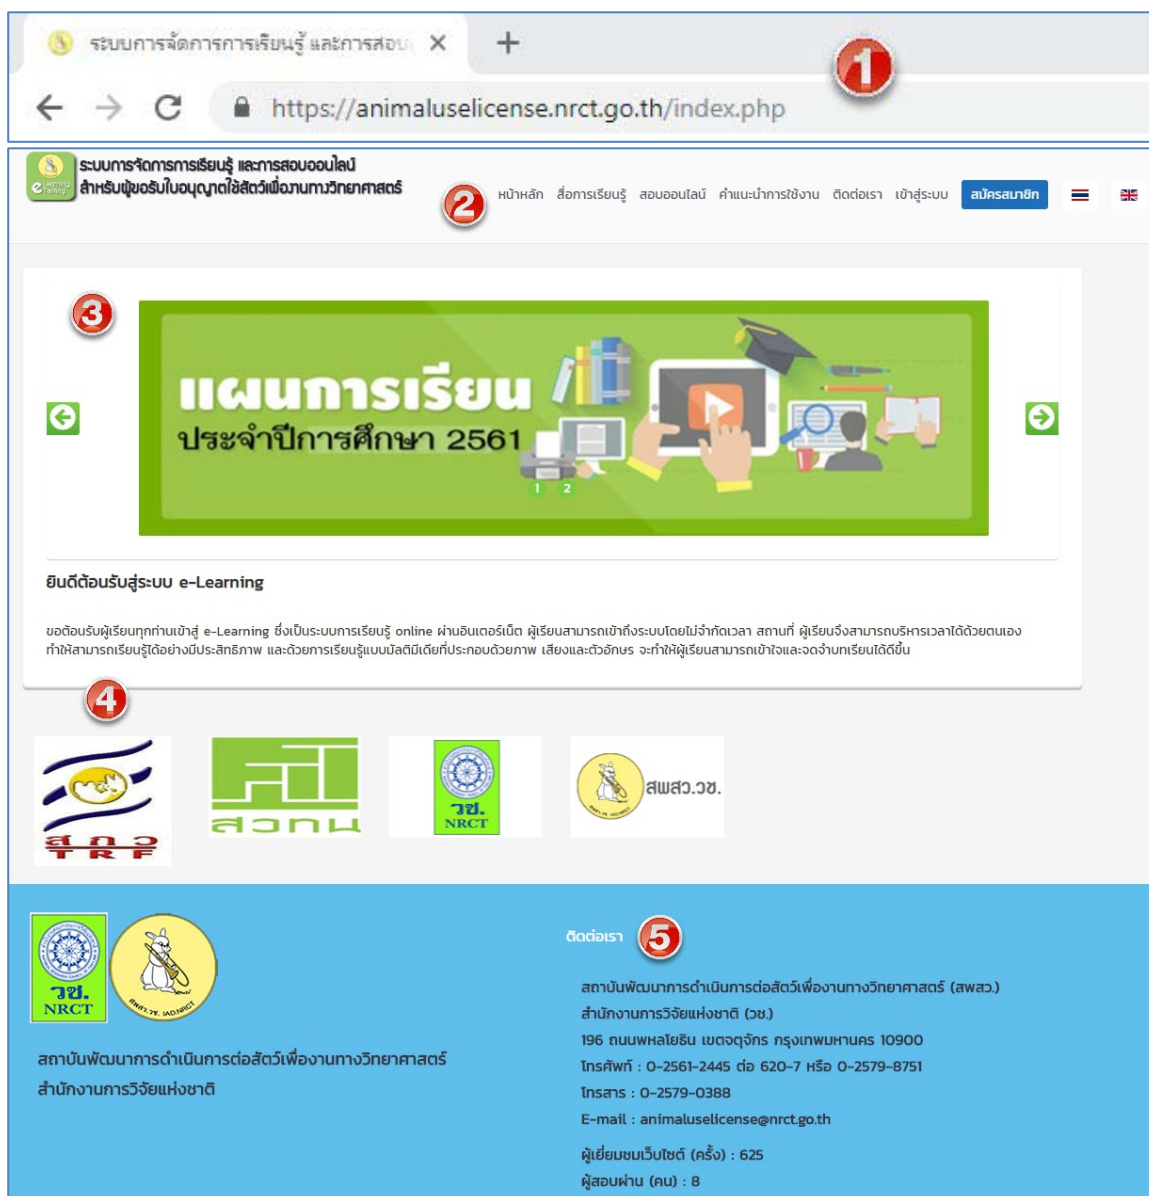 ระบบการจัดการการเรียนรู้ และการสอบ
1
https://animaluselicense.nrct.go.th/index.php
ระบบการจัดการการเรียนรู้ และการสอบออนไลน์
e-Learning Testing
สำหรับผู้ขอรับใบอนุญาตใช้สัตว์เพื่องานทางวิทยาศาสตร์
2
หน้าหลัก สื่อการเรียนรู้ สอบออนไลน์ คำแนะนำการใช้งาน ติดต่อเรา เข้าสู่ระบบ สมัครสมาชิก
3
แผนการเรียน
ประจำปีการศึกษา 2561
1 2
ยินดีต้อนรับสู่ระบบ e-Learning
ขอต้อนรับผู้เรียนทุกท่านเข้าสู่ e-Learning ซึ่งเป็นระบบการเรียนรู้ online ผ่านอินเตอร์เน็ต ผู้เรียนสามารถเข้าถึงระบบโดยไม่จำกัดเวลา สถานที่ ผู้เรียนจึงสามารถบริหารเวลาได้ด้วยตนเอง
ทำให้สามารถเรียนรู้ได้อย่างมีประสิทธิภาพ และด้วยการเรียนรู้แบบมัลติมีเดียที่ประกอบด้วยภาพ เสียงและตัวอักษร จะทำให้ผู้เรียนสามารถเข้าใจและจดจำบทเรียนได้ดีขึ้น
4
สกว
TRF
สวทน
วช.
NRCT
สพสว.วช.
5
ติดต่อเรา
วช.
NRCT
สพสว.วช. IAD.NRCT
สถาบันพัฒนาการดำเนินการต่อสัตว์เพื่องานทางวิทยาศาสตร์
สำนักงานการวิจัยแห่งชาติ
สถาบันพัฒนาการดำเนินการต่อสัตว์เพื่องานทางวิทยาศาสตร์ (สพสว.)
สำนักงานการวิจัยแห่งชาติ (วช.)
196 ถนนพหลโยธิน เขตจตุจักร กรุงเทพมหานคร 10900
โทรศัพท์ : 0-2561-2445 ต่อ 620-7 หรือ 0-2579-8751
โทรสาร : 0-2579-0388
E-mail : animaluselicense@nrct.go.th
ผู้เยี่ยมชมเว็บไซต์ (ครั้ง) : 625
ผู้สอบผ่าน (คน) : 8